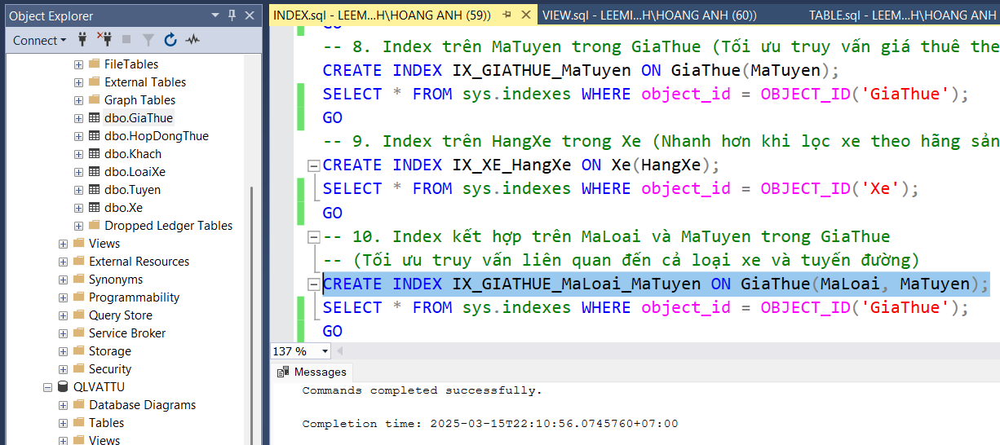 Object Explorer
Connect
FileTables
External Tables
Graph Tables
dbo.GiaThue
dbo.HopDongThue
dbo.Khach
dbo.LoaiXe
dbo.Tuyen
dbo.Xe
Dropped Ledger Tables
Views
External Resources
Synonyms
Programmability
Query Store
Service Broker
Storage
Security
QLVATTU
Database Diagrams
Tables
Views
INDEX.sql - LEEM...H\HOANG ANH (59)) VIEW.sql - LEEMI...H\HOANG ANH (60)) TABLE.sql - LEEM...H\HOANG ANH
GO
-- 8. Index trên MaTuyen trong GiaThue (Tối ưu truy vấn giá thuê the
CREATE INDEX IX_GIATHUE_MaTuyen ON GiaThue(MaTuyen);
SELECT * FROM sys.indexes WHERE object_id = OBJECT_ID('GiaThue');
GO
-- 9. Index trên HangXe trong Xe (Nhanh hơn khi lọc xe theo hãng sản
CREATE INDEX IX_XE_HangXe ON Xe(HangXe);
SELECT * FROM sys.indexes WHERE object_id = OBJECT_ID('Xe');
GO
-- 10. Index kết hợp trên MaLoai và MaTuyen trong GiaThue
-- (Tối ưu truy vấn liên quan đến cả loại xe và tuyến đường)
CREATE INDEX IX_GIATHUE_MaLoai_MaTuyen ON GiaThue(MaLoai, MaTuyen);
SELECT * FROM sys.indexes WHERE object_id = OBJECT_ID('GiaThue');
GO
137 %
Messages
Commands completed successfully.
Completion time: 2025-03-15T22:10:56.0745760+07:00